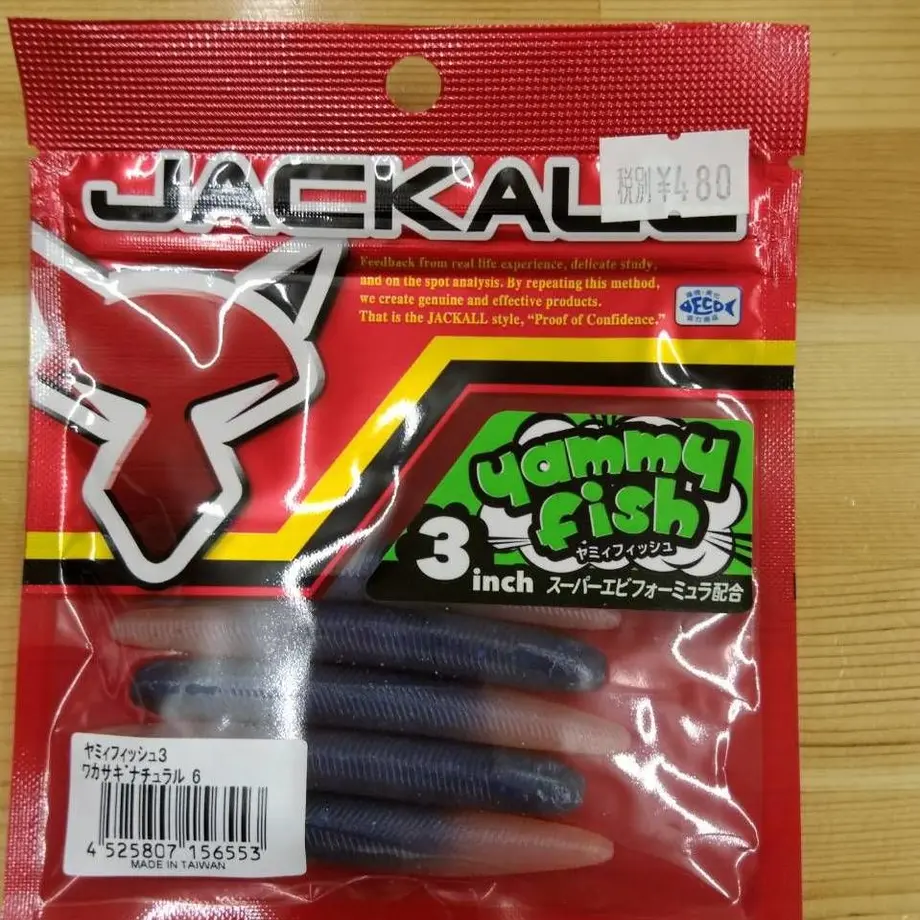 JACKALL
税別 ¥480
Feedback from real life experience, delicate study,
and on the spot analysis. By repeating this method,
we create genuine and effective products.
That is the JACKALL style, "Proof of Confidence."
ECO
yammy
fish
ヤミィフィッシュ
3
inch
スーパーエビフォーミュラ配合
ヤミィフィッシュ3
ワカサギナチュラル 6
4 525807 156553
MADE IN TAIWAN